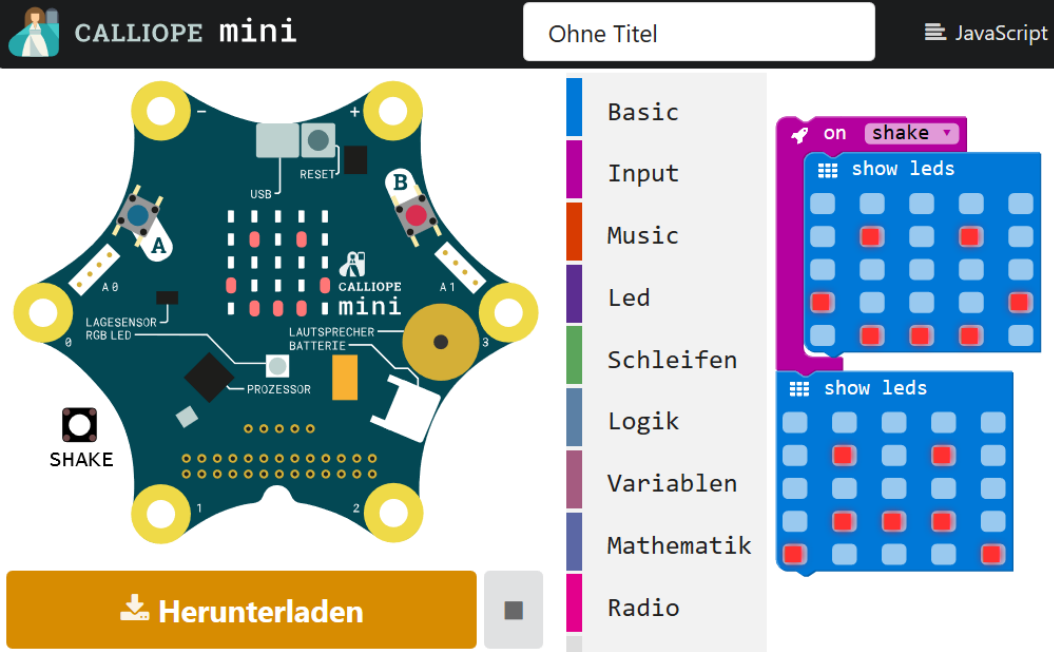 CALLIOPE mini
Ohne Titel
JavaScript
− +
RESET
USB
A
B
A0
A1
CALLIOPE
mini
LAGESENSOR
RGB LED
LAUTSPRECHER
BATTERIE
0
3
PROZESSOR
SHAKE
1
2
Herunterladen
Basic
Input
Music
Led
Schleifen
Logik
Variablen
Mathematik
Radio
on shake
show leds
show leds